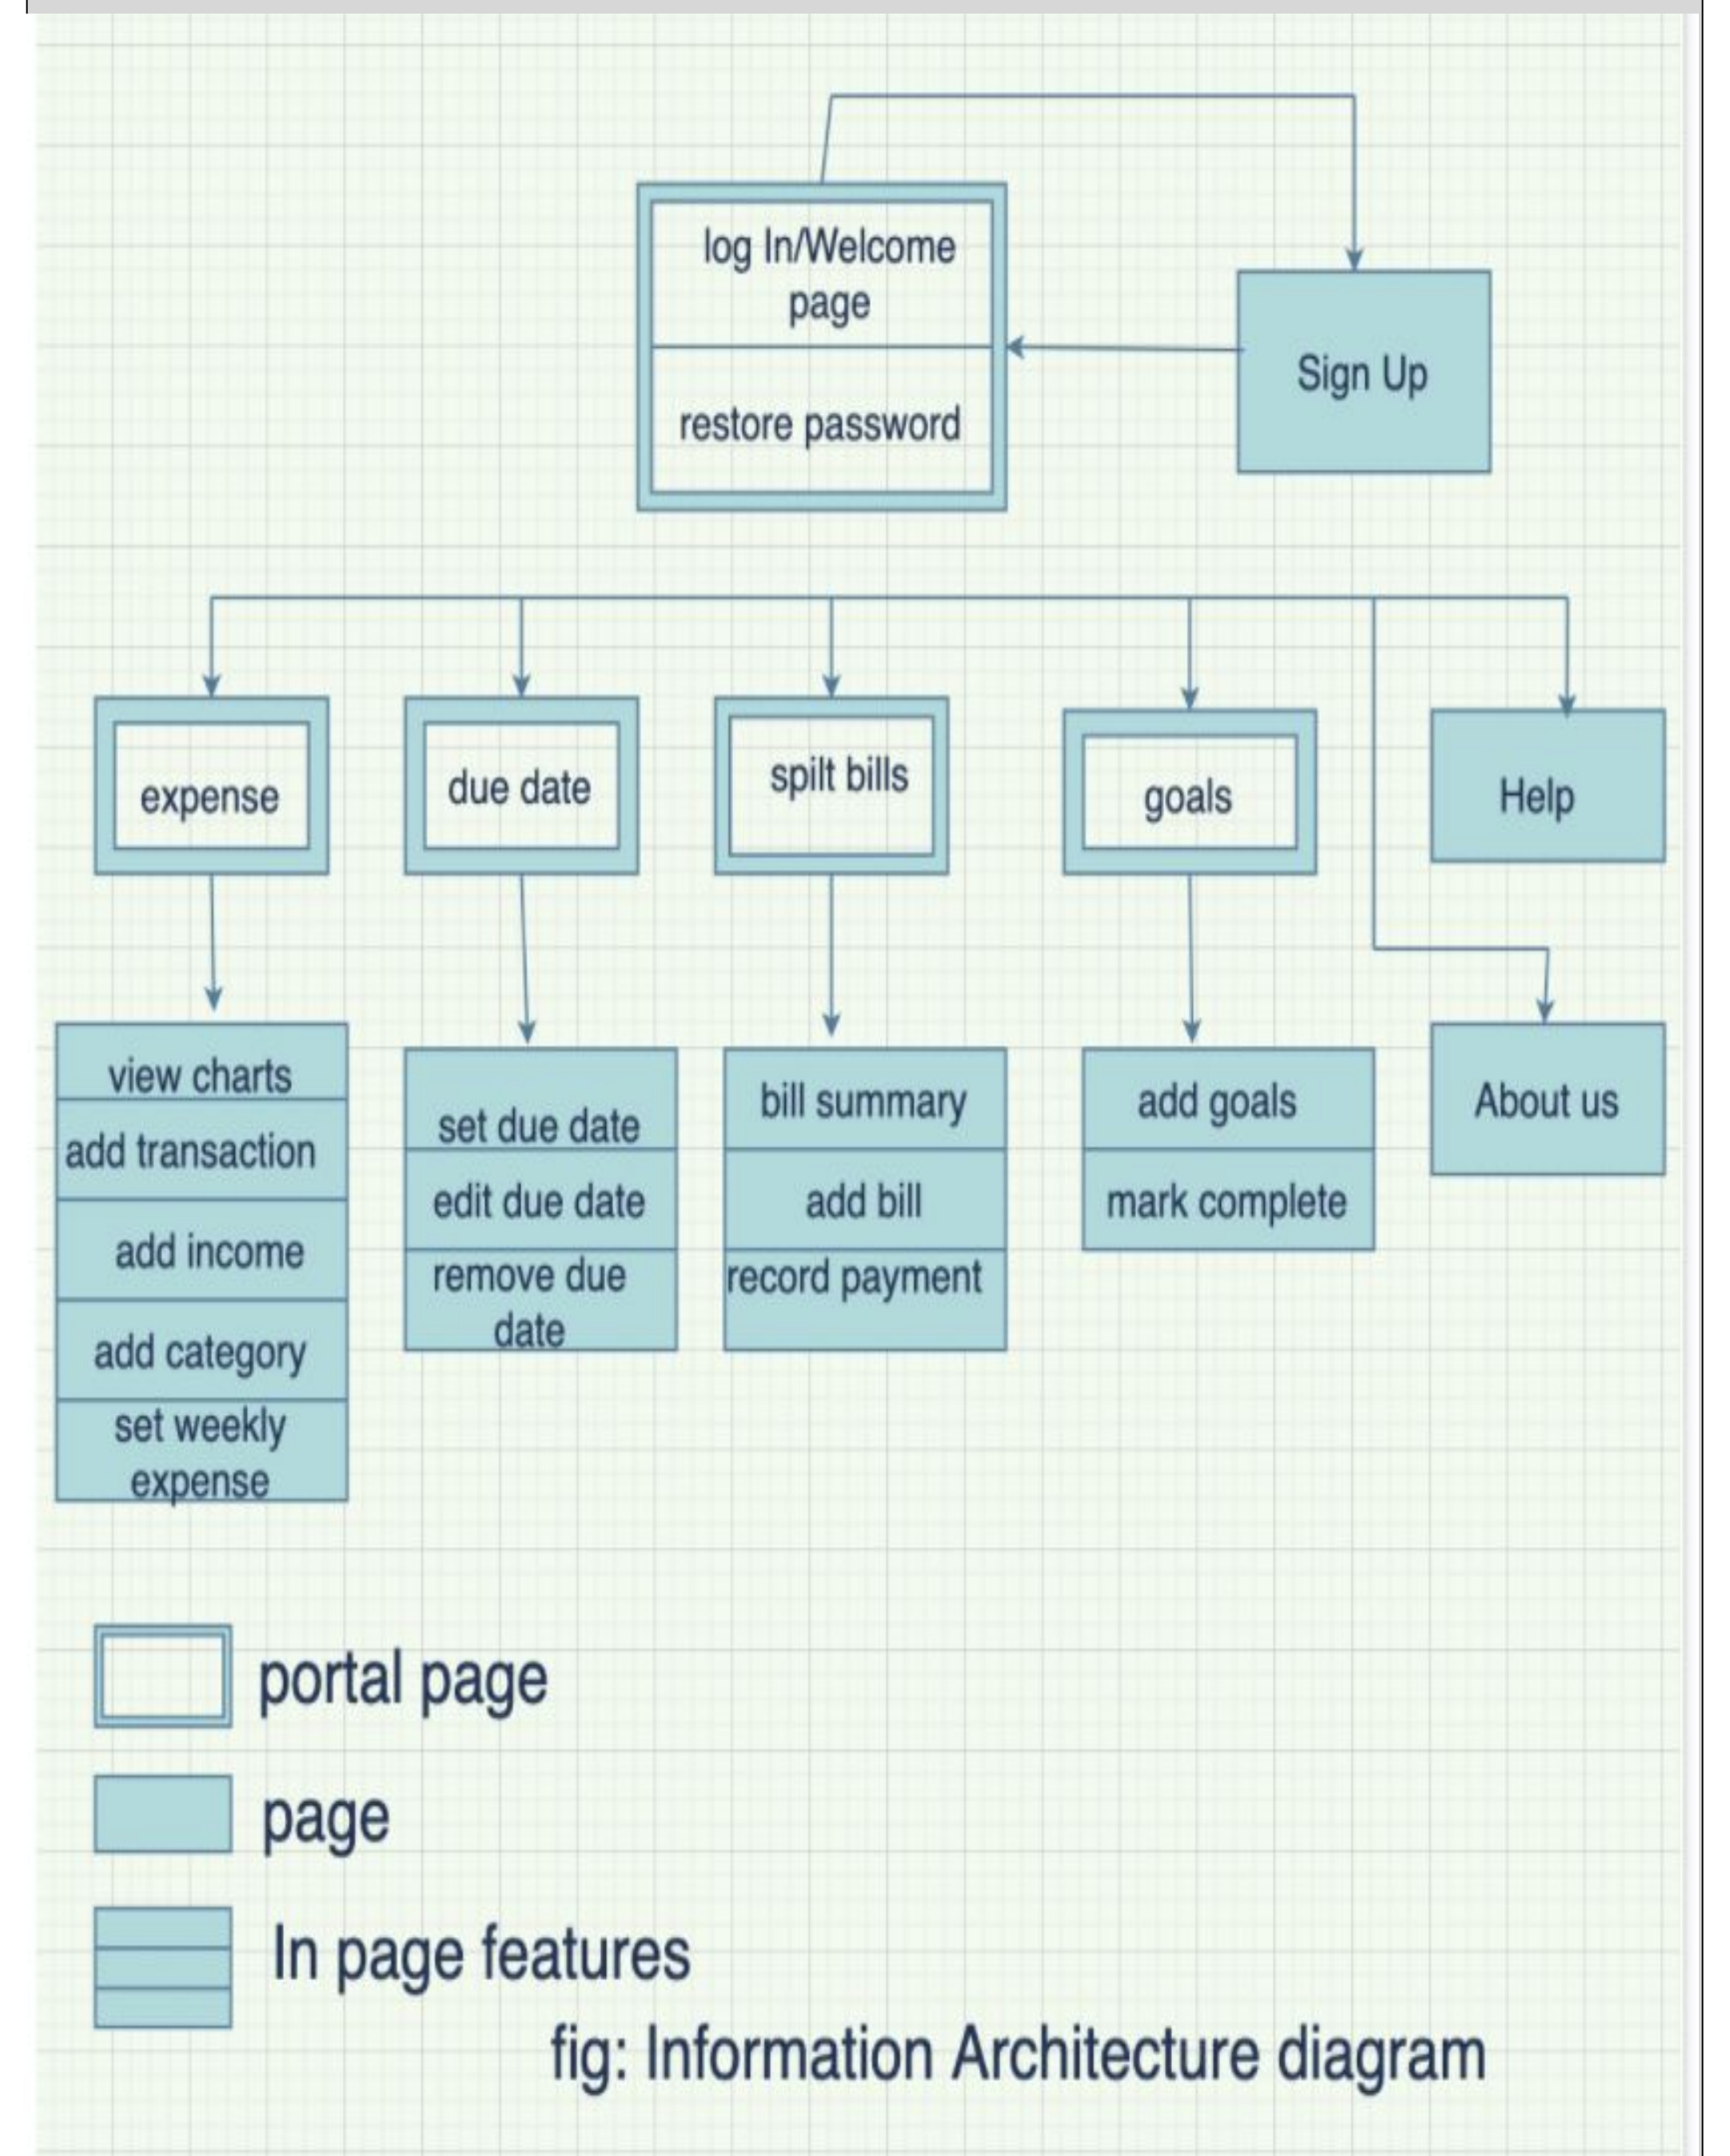 log In/Welcome
page
restore password
Sign Up
expense
due date
spilt bills
goals
Help
view charts
add transaction
add income
add category
set weekly
expense
set due date
edit due date
remove due
date
bill summary
add bill
record payment
add goals
mark complete
About us
portal page
page
In page features
fig: Information Architecture diagram